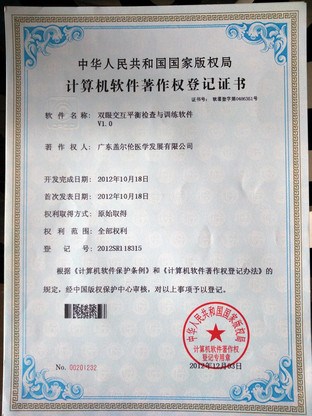 中华人民共和国国家版权局
计算机软件著作权登记证书
证书号： 软著登字第0486351号
软件名称： 双眼交互平衡检查与训练软件
V1.0
著作权人： 广东盖尔伦医学发展有限公司
开发完成日期： 2012年10月18日
首次发表日期： 2012年10月18日
权利取得方式： 原始取得
权利范围： 全部权利
登记号： 2012SR118315
根据《计算机软件保护条例》和《计算机软件著作权登记办法》的
规定，经中国版权保护中心审核，对以上事项予以登记。
中华人民共和国国家版权局
计算机软件著作权
登记专用章
No. 00201232
2012年12月03日